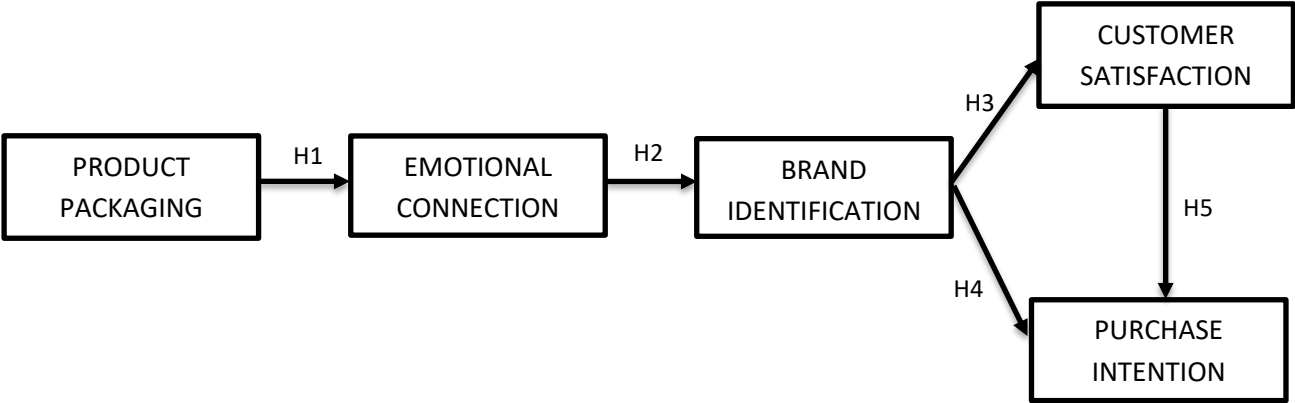 PRODUCT
PACKAGING
H1
EMOTIONAL
CONNECTION
H2
BRAND
IDENTIFICATION
H3
CUSTOMER
SATISFACTION
H4
H5
PURCHASE
INTENTION